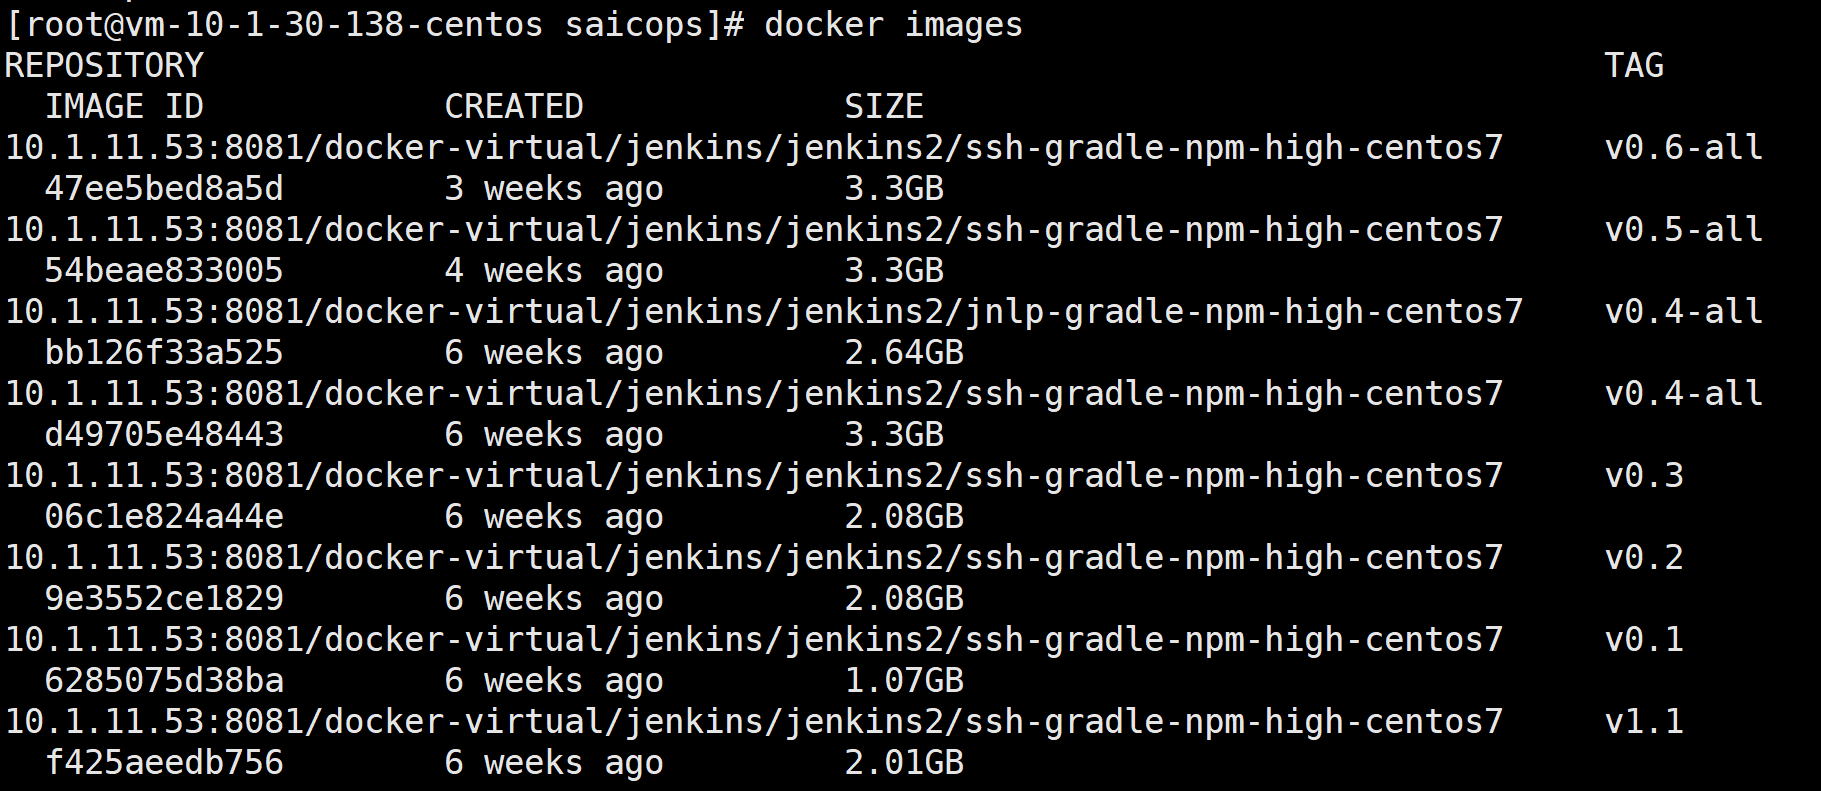 [root@vm-10-1-30-138-centos saicops]# docker images
REPOSITORY TAG
IMAGE ID CREATED SIZE
10.1.11.53:8081/docker-virtual/jenkins/jenkins2/ssh-gradle-npm-high-centos7 v0.6-all
47ee5bed8a5d 3 weeks ago 3.3GB
10.1.11.53:8081/docker-virtual/jenkins/jenkins2/ssh-gradle-npm-high-centos7 v0.5-all
54beae833005 4 weeks ago 3.3GB
10.1.11.53:8081/docker-virtual/jenkins/jenkins2/jnlp-gradle-npm-high-centos7 v0.4-all
bb126f33a525 6 weeks ago 2.64GB
10.1.11.53:8081/docker-virtual/jenkins/jenkins2/ssh-gradle-npm-high-centos7 v0.4-all
d49705e48443 6 weeks ago 3.3GB
10.1.11.53:8081/docker-virtual/jenkins/jenkins2/ssh-gradle-npm-high-centos7 v0.3
06c1e824a44e 6 weeks ago 2.08GB
10.1.11.53:8081/docker-virtual/jenkins/jenkins2/ssh-gradle-npm-high-centos7 v0.2
9e3552ce1829 6 weeks ago 2.08GB
10.1.11.53:8081/docker-virtual/jenkins/jenkins2/ssh-gradle-npm-high-centos7 v0.1
6285075d38ba 6 weeks ago 1.07GB
10.1.11.53:8081/docker-virtual/jenkins/jenkins2/ssh-gradle-npm-high-centos7 v1.1
f425aeedb756 6 weeks ago 2.01GB